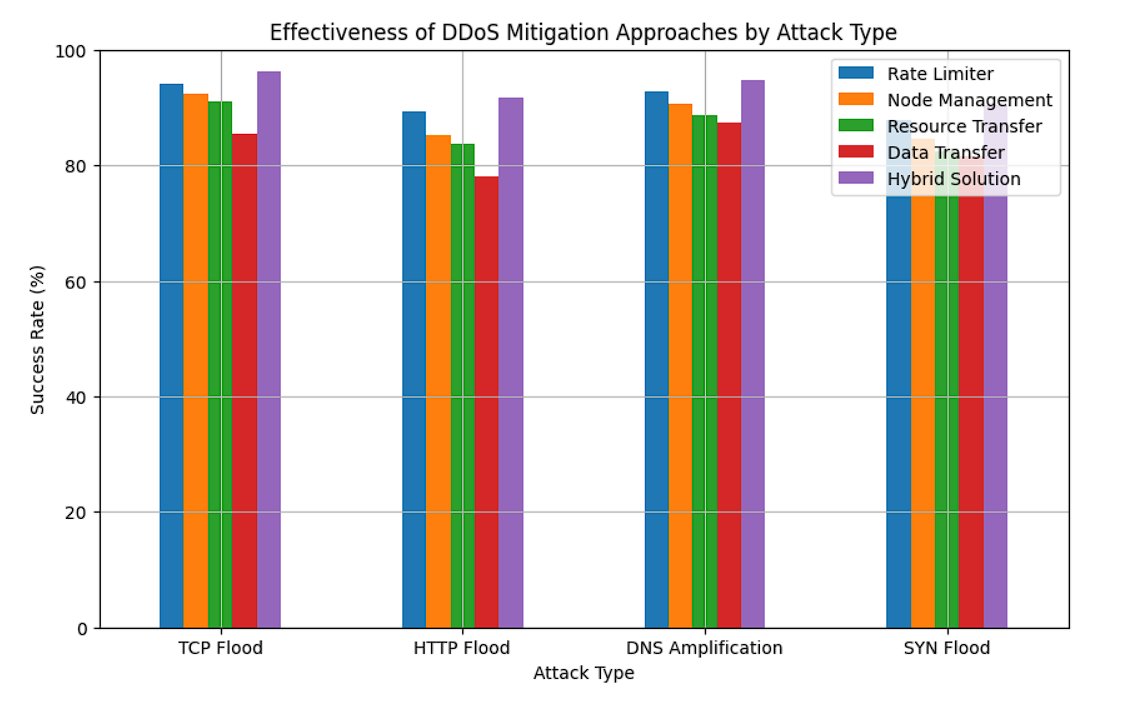 Effectiveness of DDoS Mitigation Approaches by Attack Type
100
80
60
40
20
0
Success Rate (%)
Rate Limiter
Node Management
Resource Transfer
Data Transfer
Hybrid Solution
TCP Flood
HTTP Flood
DNS Amplification
SYN Flood
Attack Type